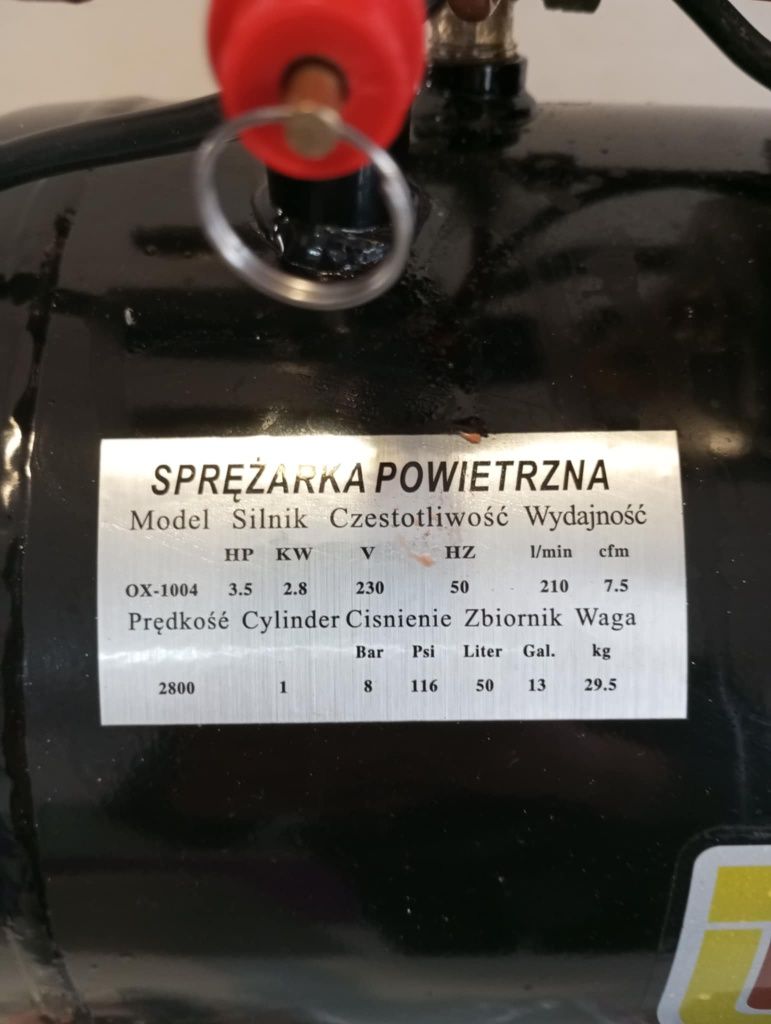 SPRĘŻARKA POWIETRZNA
Model Silnik Czestotliwość Wydajność
HP KW V HZ l/min cfm
OX-1004 3.5 2.8 230 50 210 7.5
Prędkość Cylinder Cisnienie Zbiornik Waga
Bar Psi Liter Gal. kg
2800 1 8 116 50 13 29.5